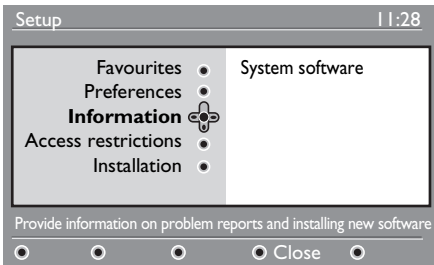 Setup 11:28
Favourites System software
Preferences
Information
Access restrictions
Installation
Provide information on problem reports and installing new software
Close